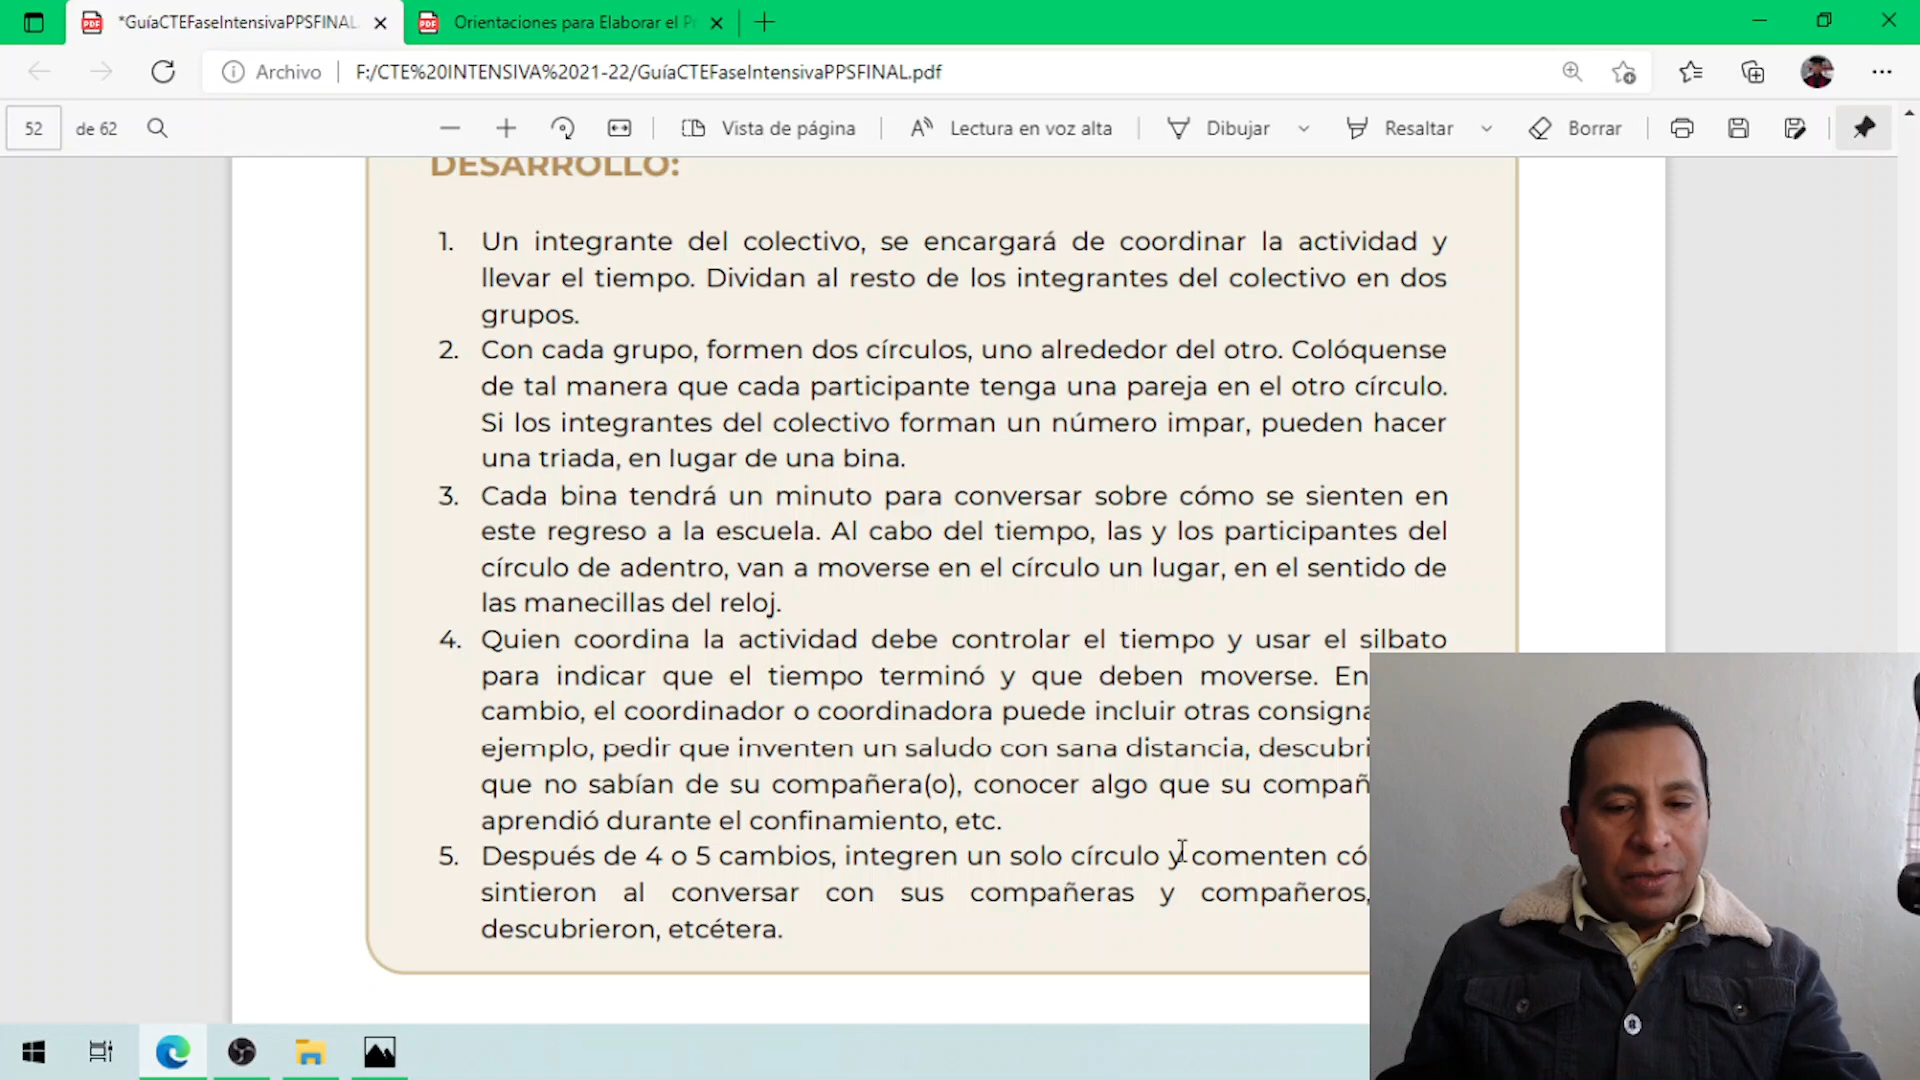 *GuíaCTEFaseIntensivaPPSFINAL
Orientaciones para Elaborar el Pr
Archivo
F:/CTE%20INTENSIVA%2021-22/GuíaCTEFaseIntensivaPPSFINAL.pdf
52 de 62
Vista de página
Lectura en voz alta
Dibujar
Resaltar
Borrar
DESARROLLO:
1. Un integrante del colectivo, se encargará de coordinar la actividad y
llevar el tiempo. Dividan al resto de los integrantes del colectivo en dos
grupos.
2. Con cada grupo, formen dos círculos, uno alrededor del otro. Colóquense
de tal manera que cada participante tenga una pareja en el otro círculo.
Si los integrantes del colectivo forman un número impar, pueden hacer
una triada, en lugar de una bina.
3. Cada bina tendrá un minuto para conversar sobre cómo se sienten en
este regreso a la escuela. Al cabo del tiempo, las y los participantes del
círculo de adentro, van a moverse en el círculo un lugar, en el sentido de
las manecillas del reloj.
4. Quien coordina la actividad debe controlar el tiempo y usar el silbato
para indicar que el tiempo terminó y que deben moverse. En
cambio, el coordinador o coordinadora puede incluir otras consigna
ejemplo, pedir que inventen un saludo con sana distancia, descubri
que no sabían de su compañera(o), conocer algo que su compañ
aprendió durante el confinamiento, etc.
5. Después de 4 o 5 cambios, integren un solo círculo y comenten có
sintieron al conversar con sus compañeras y compañeros,
descubrieron, etcétera.